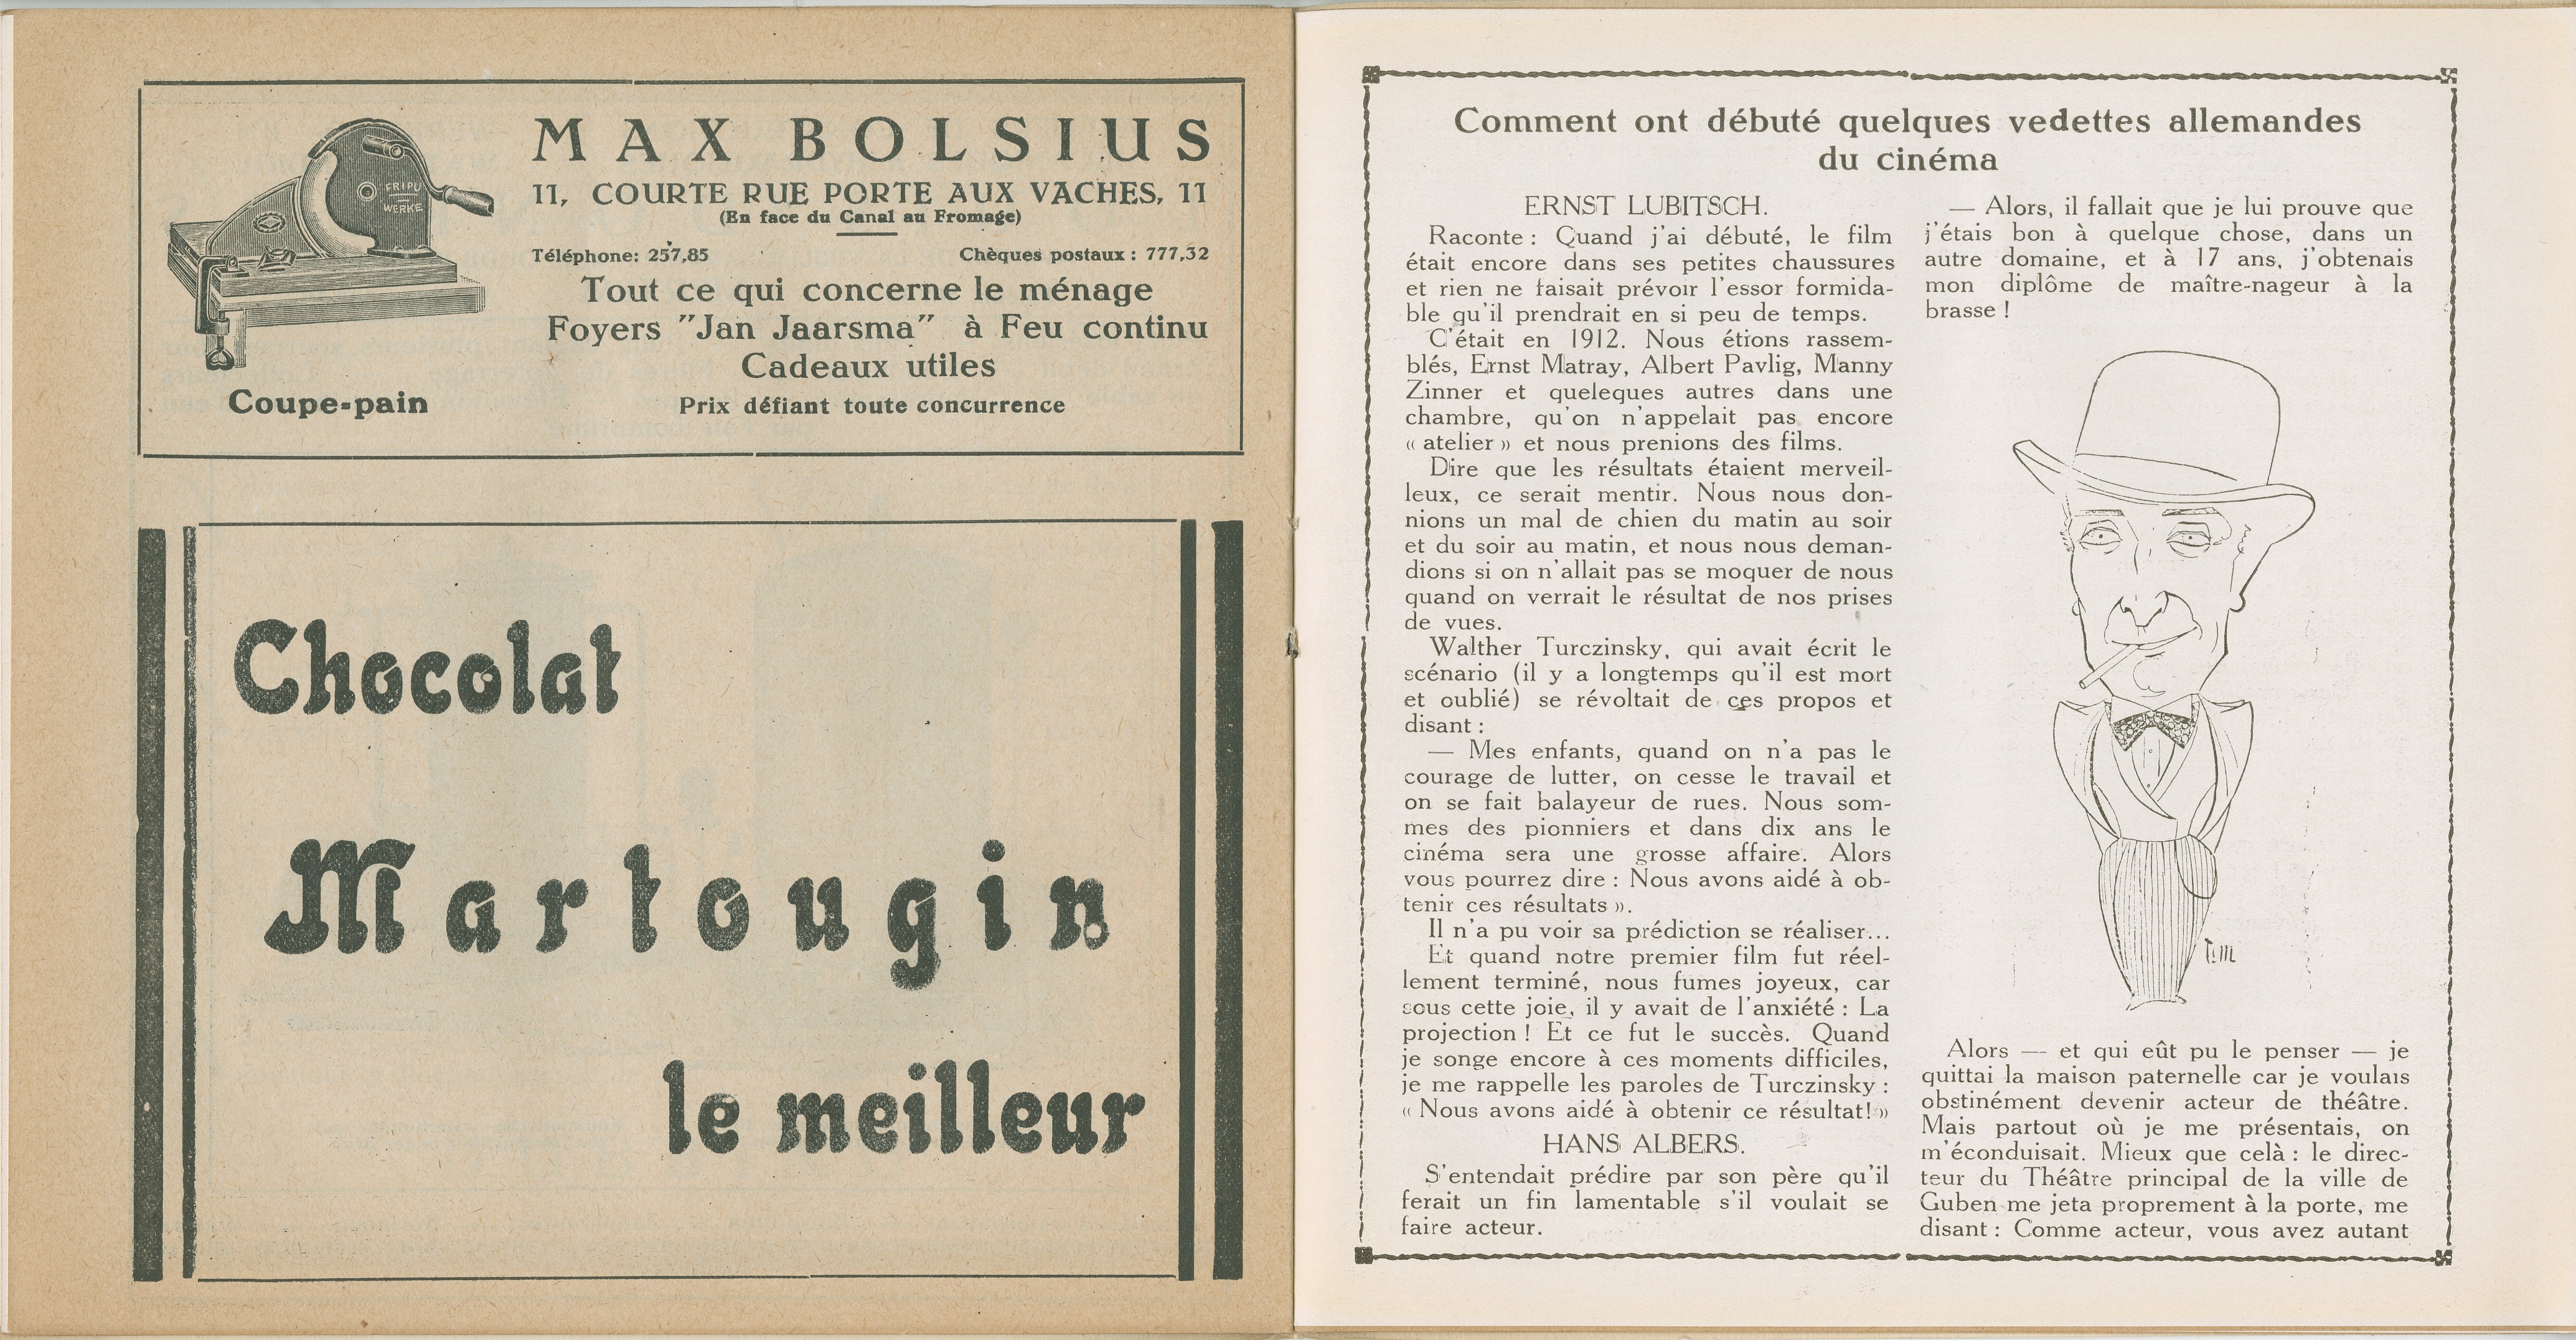 FRIPU
WERKE
Coupe-pain
MAX BOLSIUS
11, COURTE RUE PORTE AUX VACHES, 11
(En face du Canal au Fromage)
Téléphone: 257,85 Chèques postaux : 777,32
Tout ce qui concerne le ménage
Foyers "Jan Jaarsma" à Feu continu
Cadeaux utiles
Prix défiant toute concurrence
Chocolat
Martougin
le meilleur
Comment ont débuté quelques vedettes allemandes
du cinéma
ERNST LUBITSCH.
Raconte : Quand j'ai débuté, le film
était encore dans ses petites chaussures
et rien ne faisait prévoir l'essor formida-
ble qu'il prendrait en si peu de temps.
C'était en 1912. Nous étions rassem-
blés, Ernst Matray, Albert Pavlig, Manny
Zinner et queleques autres dans une
chambre, qu'on n'appelait pas encore
« atelier » et nous prenions des films.
Dire que les résultats étaient merveil-
leux, ce serait mentir. Nous nous don-
nions un mal de chien du matin au soir
et du soir au matin, et nous nous deman-
dions si on n'allait pas se moquer de nous
quand on verrait le résultat de nos prises
de vues.
Walther Turczinsky, qui avait écrit le
scénario (il y a longtemps qu'il est mort
et oublié) se révoltait de ces propos et
disant :
— Mes enfants, quand on n'a pas le
courage de lutter, on cesse le travail et
on se fait balayeur de rues. Nous som-
mes des pionniers et dans dix ans le
cinéma sera une grosse affaire. Alors
vous pourrez dire : Nous avons aidé à ob-
tenir ces résultats ».
Il n'a pu voir sa prédiction se réaliser...
Et quand notre premier film fut réel-
lement terminé, nous fumes joyeux, car
sous cette joie, il y avait de l'anxiété : La
projection ! Et ce fut le succès. Quand
je songe encore à ces moments difficiles,
je me rappelle les paroles de Turczinsky :
« Nous avons aidé à obtenir ce résultat! »
HANS ALBERS.
S'entendait prédire par son père qu'il
ferait un fin lamentable s'il voulait se
faire acteur.
— Alors, il fallait que je lui prouve que
j'étais bon à quelque chose, dans un
autre domaine, et à 17 ans, j'obtenais
mon diplôme de maître-nageur à la
brasse !
Alors — et qui eût pu le penser — je
quittai la maison paternelle car je voulais
obstinément devenir acteur de théâtre.
Mais partout où je me présentais, on
m'éconduisait. Mieux que celà : le direc-
teur du Théâtre principal de la ville de
Guben me jeta proprement à la porte, me
disant : Comme acteur, vous avez autant